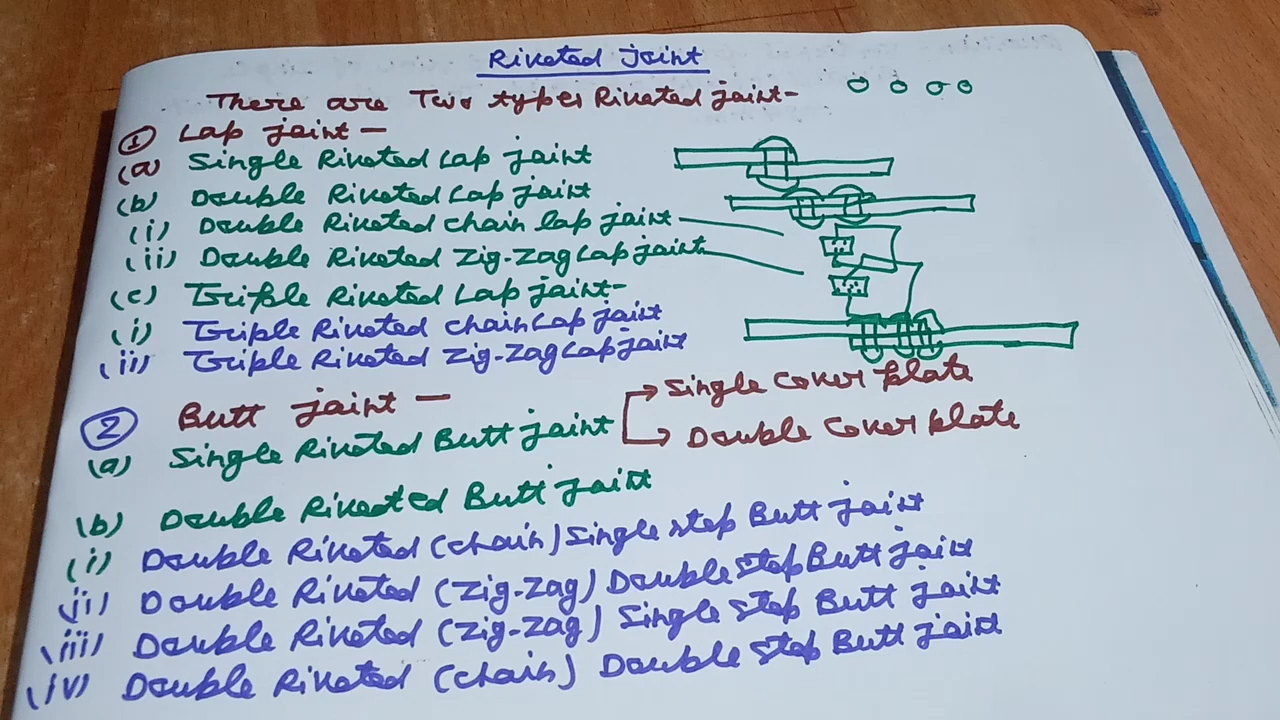 Riveted joint
There are Two types Riveted joint-
① Lap joint —
(a) Single Riveted Lap joint
(b) Double Riveted Lap joint
(i) Double Riveted chain lap joint
(ii) Double Riveted Zig-Zag Lap joint
(c) Triple Riveted Lap joint-
(i) Triple Riveted chain Lap joint
(ii) Triple Riveted Zig-Zag Lap joint
② Butt joint —
(a) Single Riveted Butt joint
→ Single Cover plate
→ Double Cover plate
(b) Double Riveted Butt joint
(i) Double Riveted (chain) Single step Butt joint
(ii) Double Riveted (Zig-Zag) Double step Butt joint
(iii) Double Riveted (Zig-Zag) Single step Butt joint
(iv) Double Riveted (chain) Double step Butt joint